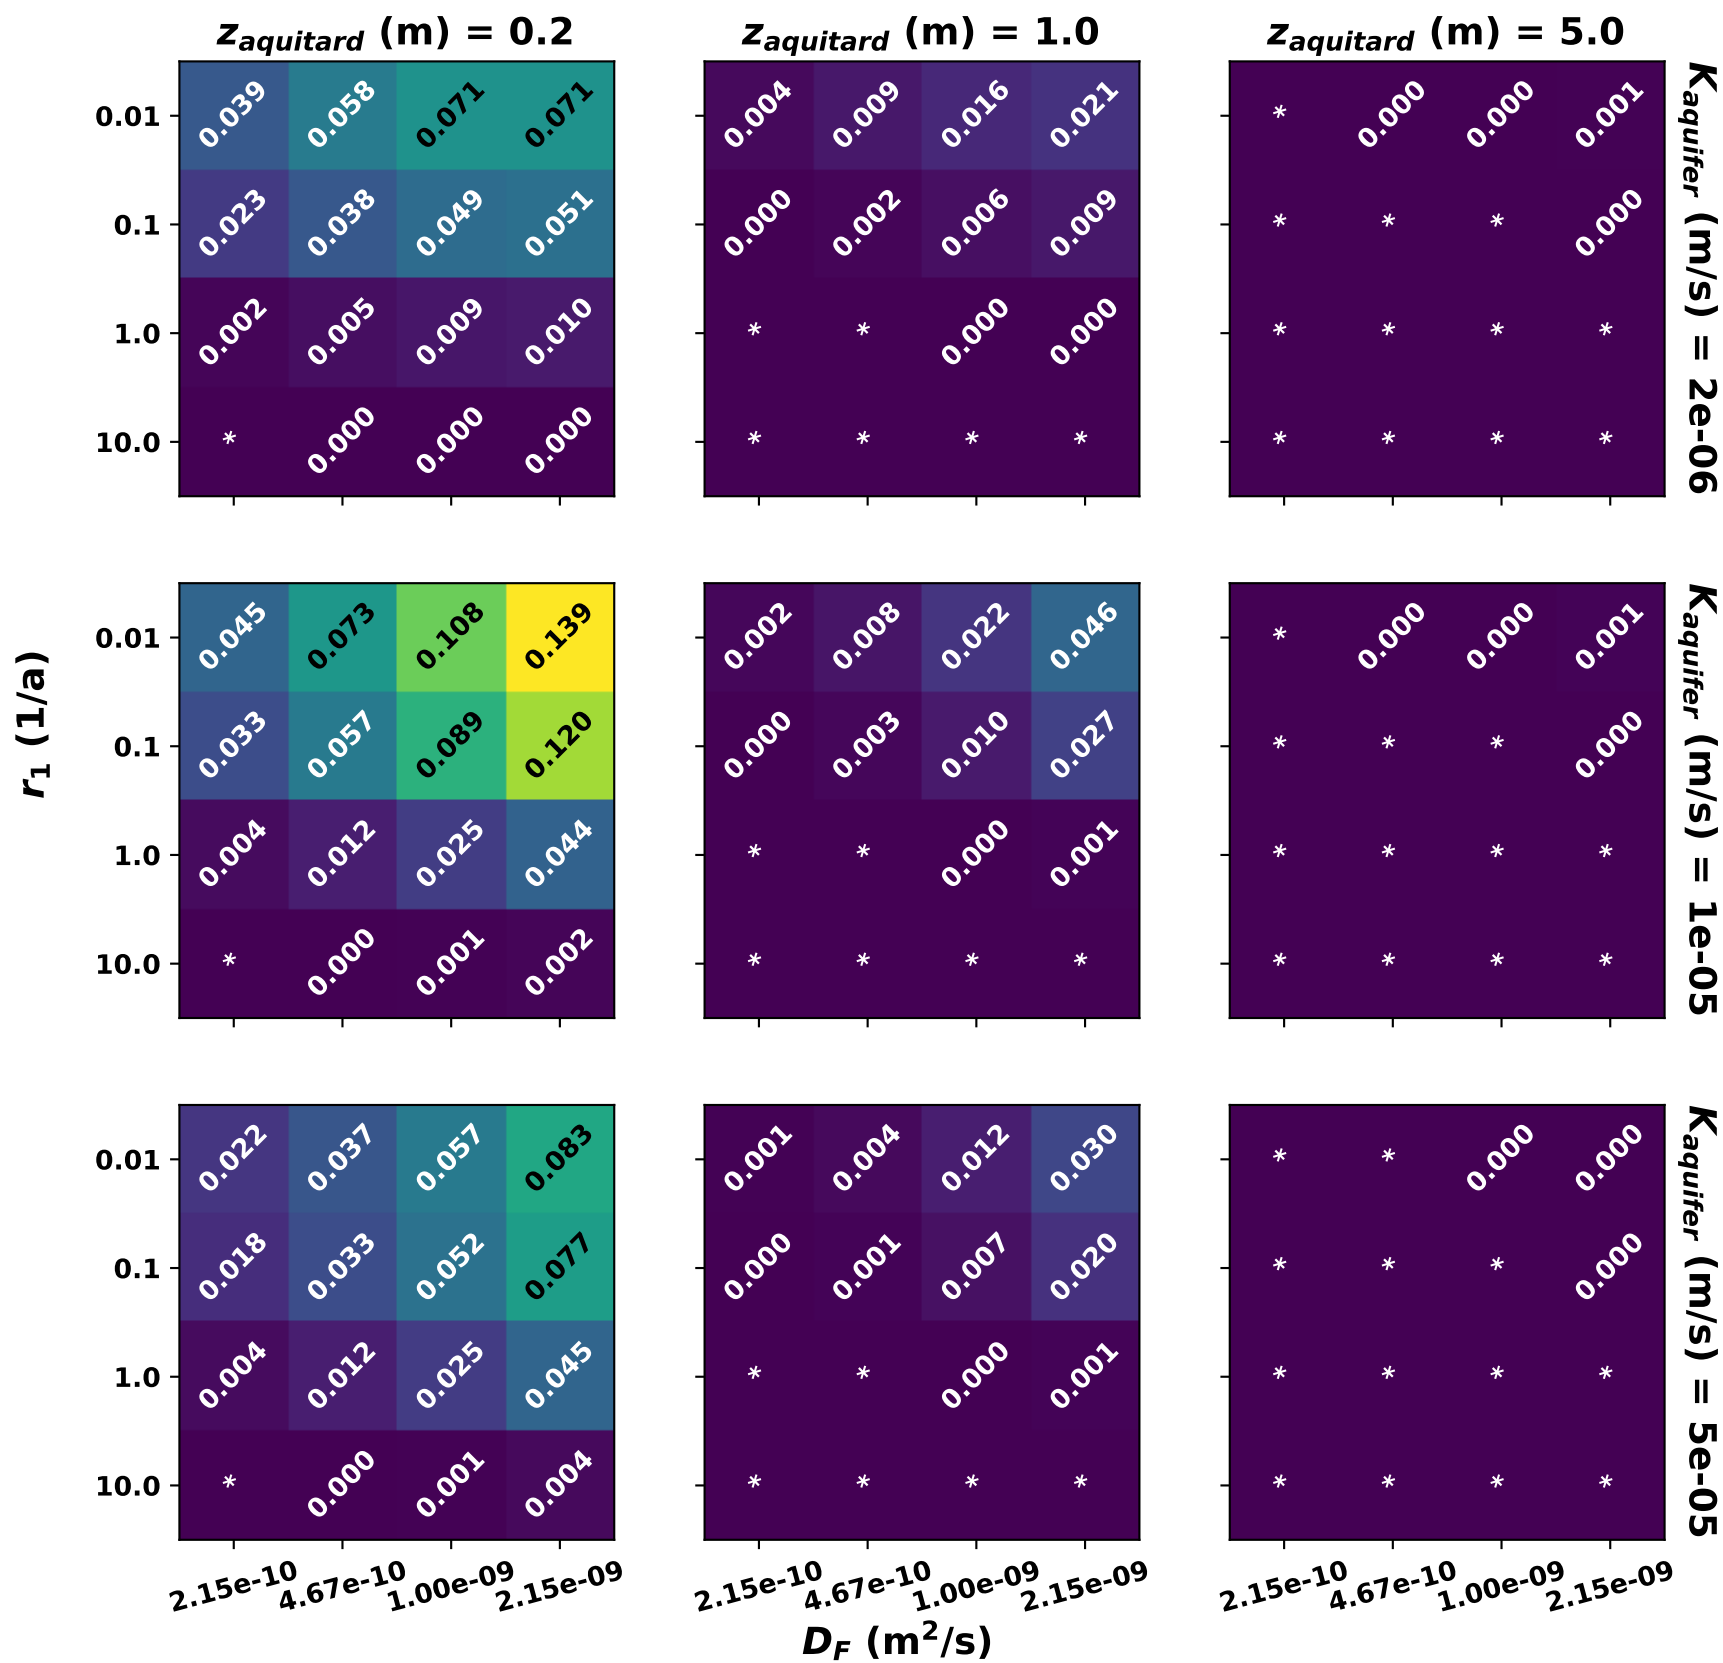 z_aquitard (m) = 0.2 z_aquitard (m) = 1.0 z_aquitard (m) = 5.0
0.01 0.039 0.058 0.071 0.071 0.004 0.009 0.016 0.021 * 0.000 0.000 0.001
0.1 0.023 0.038 0.049 0.051 0.000 0.002 0.006 0.009 * * * 0.000
1.0 0.002 0.005 0.009 0.010 * * 0.000 0.000 * * * *
10.0 * 0.000 0.000 0.000 * * * * * * * *
K_aquifer (m/s) = 2e-06
r_1 (1/a)
0.01 0.045 0.073 0.108 0.139 0.002 0.008 0.022 0.046 * 0.000 0.000 0.001
0.1 0.033 0.057 0.089 0.120 0.000 0.003 0.010 0.027 * * * 0.000
1.0 0.004 0.012 0.025 0.044 * * 0.000 0.001 * * * *
10.0 * 0.000 0.001 0.002 * * * * * * * *
K_aquifer (m/s) = 1e-05
0.01 0.022 0.037 0.057 0.083 0.001 0.004 0.012 0.030 * * 0.000 0.000
0.1 0.018 0.033 0.052 0.077 0.000 0.001 0.007 0.020 * * * 0.000
1.0 0.004 0.012 0.025 0.045 * * 0.000 0.001 * * * *
10.0 * 0.000 0.001 0.004 * * * * * * * *
K_aquifer (m/s) = 5e-05
2.15e-10 4.67e-10 1.00e-09 2.15e-09 2.15e-10 4.67e-10 1.00e-09 2.15e-09 2.15e-10 4.67e-10 1.00e-09 2.15e-09
D_F (m²/s)